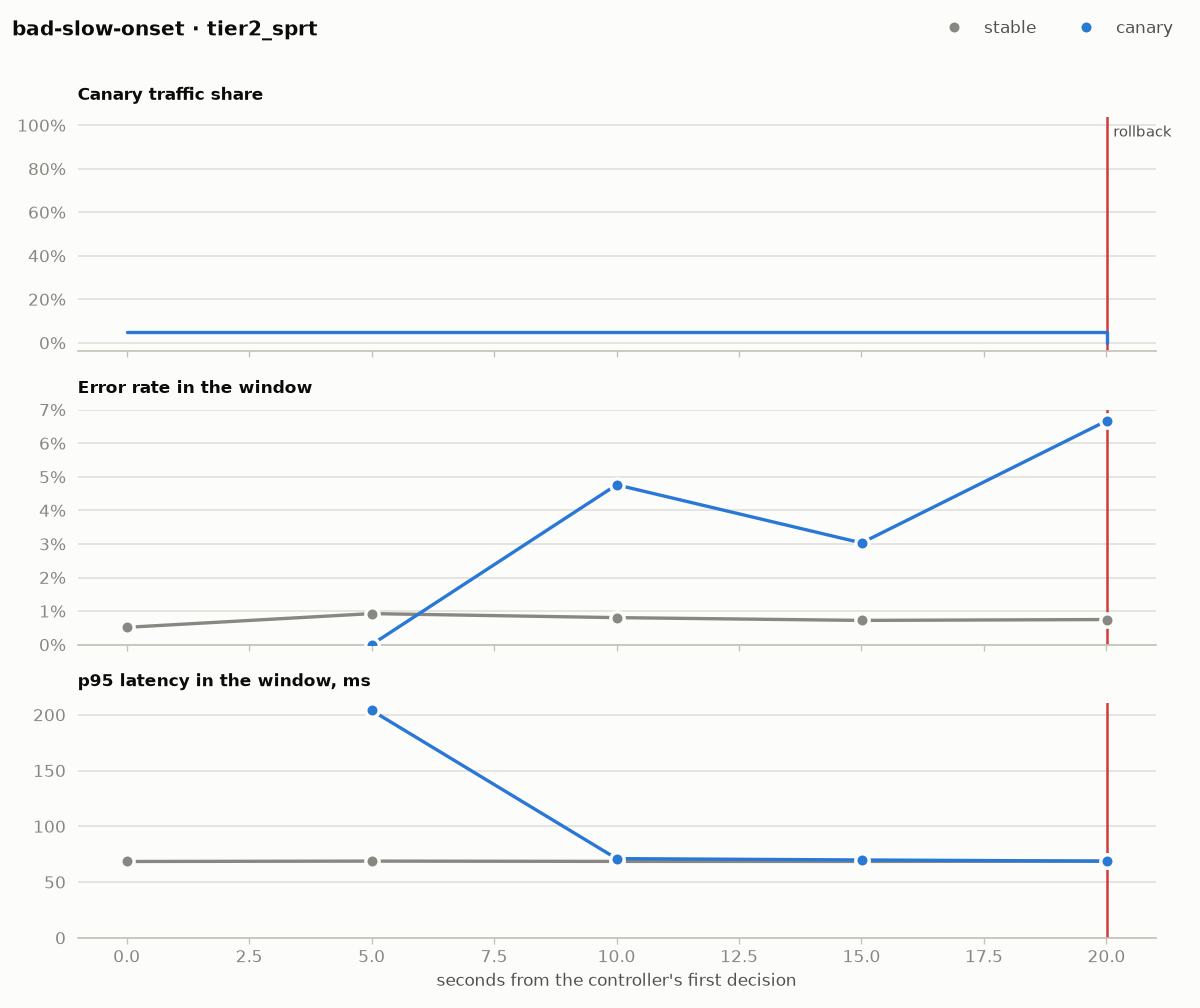 bad-slow-onset · tier2_sprt
stable canary
Canary traffic share
100%
80%
60%
40%
20%
0%
rollback
Error rate in the window
7%
6%
5%
4%
3%
2%
1%
0%
p95 latency in the window, ms
200
150
100
50
0
0.0 2.5 5.0 7.5 10.0 12.5 15.0 17.5 20.0
seconds from the controller's first decision